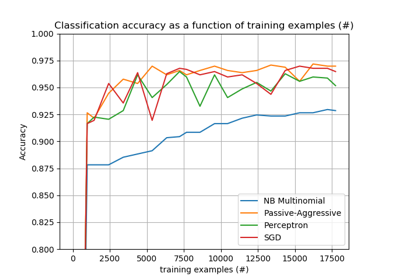 Classification accuracy as a function of training examples (#)
1.000
0.975
0.950
0.925
0.900
0.875
0.850
0.825
0.800
Accuracy
NB Multinomial
Passive-Aggressive
Perceptron
SGD
0 2500 5000 7500 10000 12500 15000 17500
training examples (#)